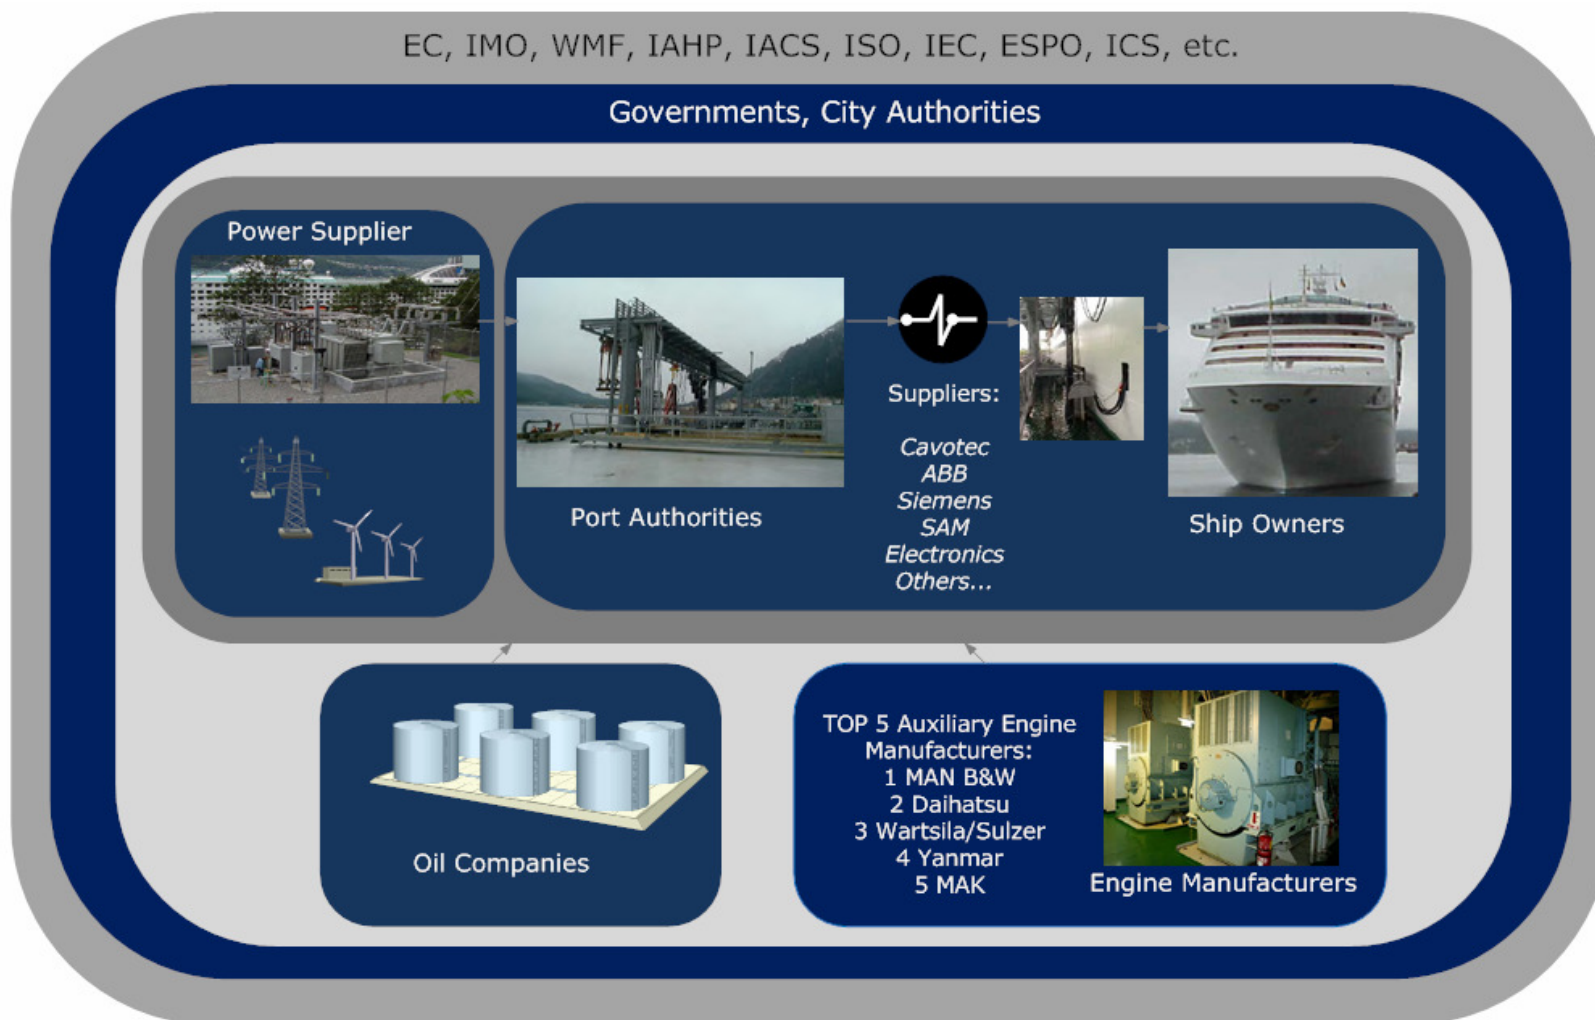 EC, IMO, WMF, IAHP, IACS, ISO, IEC, ESPO, ICS, etc.
Governments, City Authorities
Power Supplier
Port Authorities
Suppliers:
Cavotec
ABB
Siemens
SAM
Electronics
Others...
Ship Owners
Oil Companies
TOP 5 Auxiliary Engine
Manufacturers:
1 MAN B&W
2 Daihatsu
3 Wartsila/Sulzer
4 Yanmar
5 MAK
Engine Manufacturers